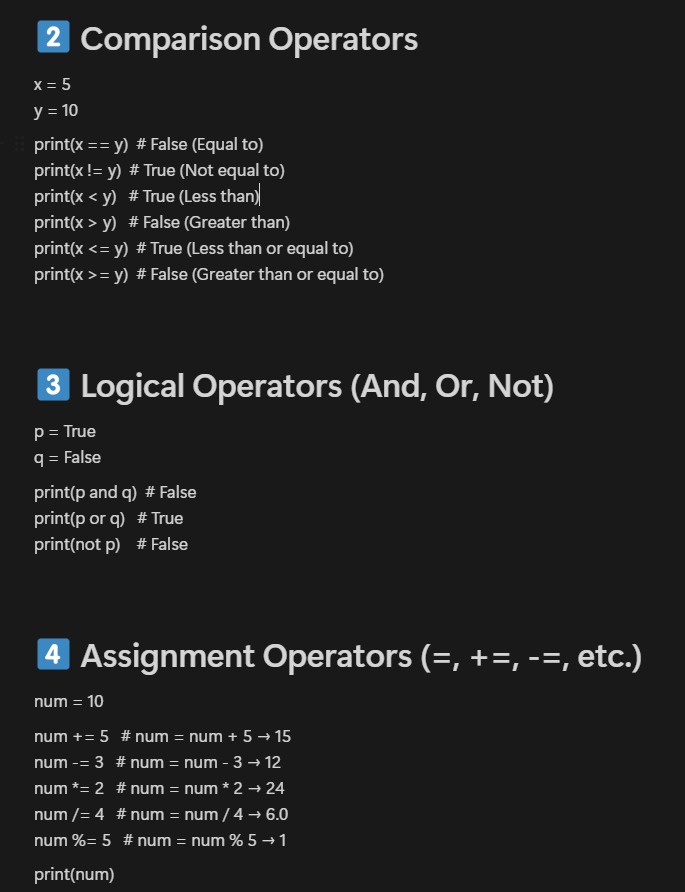 2 Comparison Operators
x = 5
y = 10
print(x == y)  # False (Equal to)
print(x != y)  # True (Not equal to)
print(x < y)   # True (Less than)
print(x > y)   # False (Greater than)
print(x <= y)  # True (Less than or equal to)
print(x >= y)  # False (Greater than or equal to)
3 Logical Operators (And, Or, Not)
p = True
q = False
print(p and q)  # False
print(p or q)   # True
print(not p)    # False
4 Assignment Operators (=, +=, -=, etc.)
num = 10
num += 5   # num = num + 5 → 15
num -= 3   # num = num - 3 → 12
num *= 2   # num = num * 2 → 24
num /= 4   # num = num / 4 → 6.0
num %= 5   # num = num % 5 → 1
print(num)